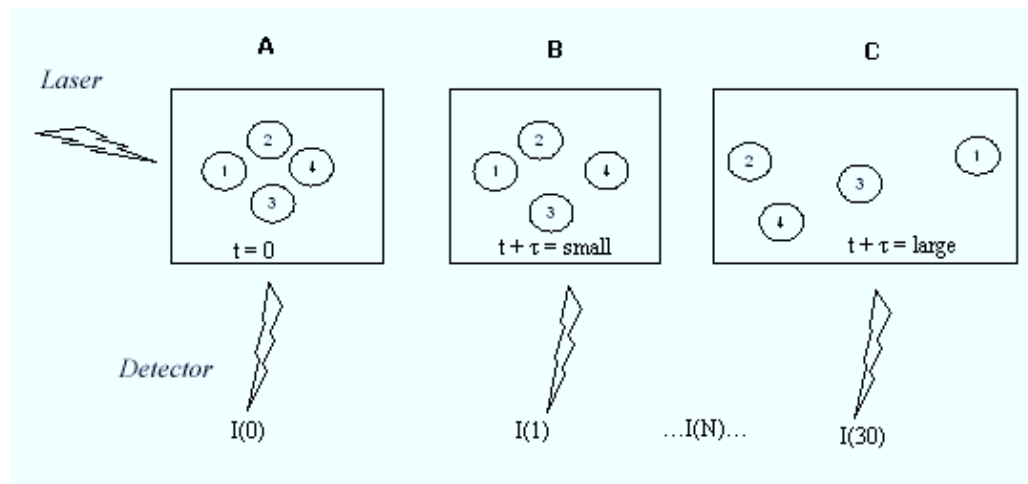 A
B
C
Laser
2
1
4
3
t = 0
2
1
4
3
t + τ = small
1
2
3
4
t + τ = large
Detector
I(0)
I(1)
...I(N)...
I(30)